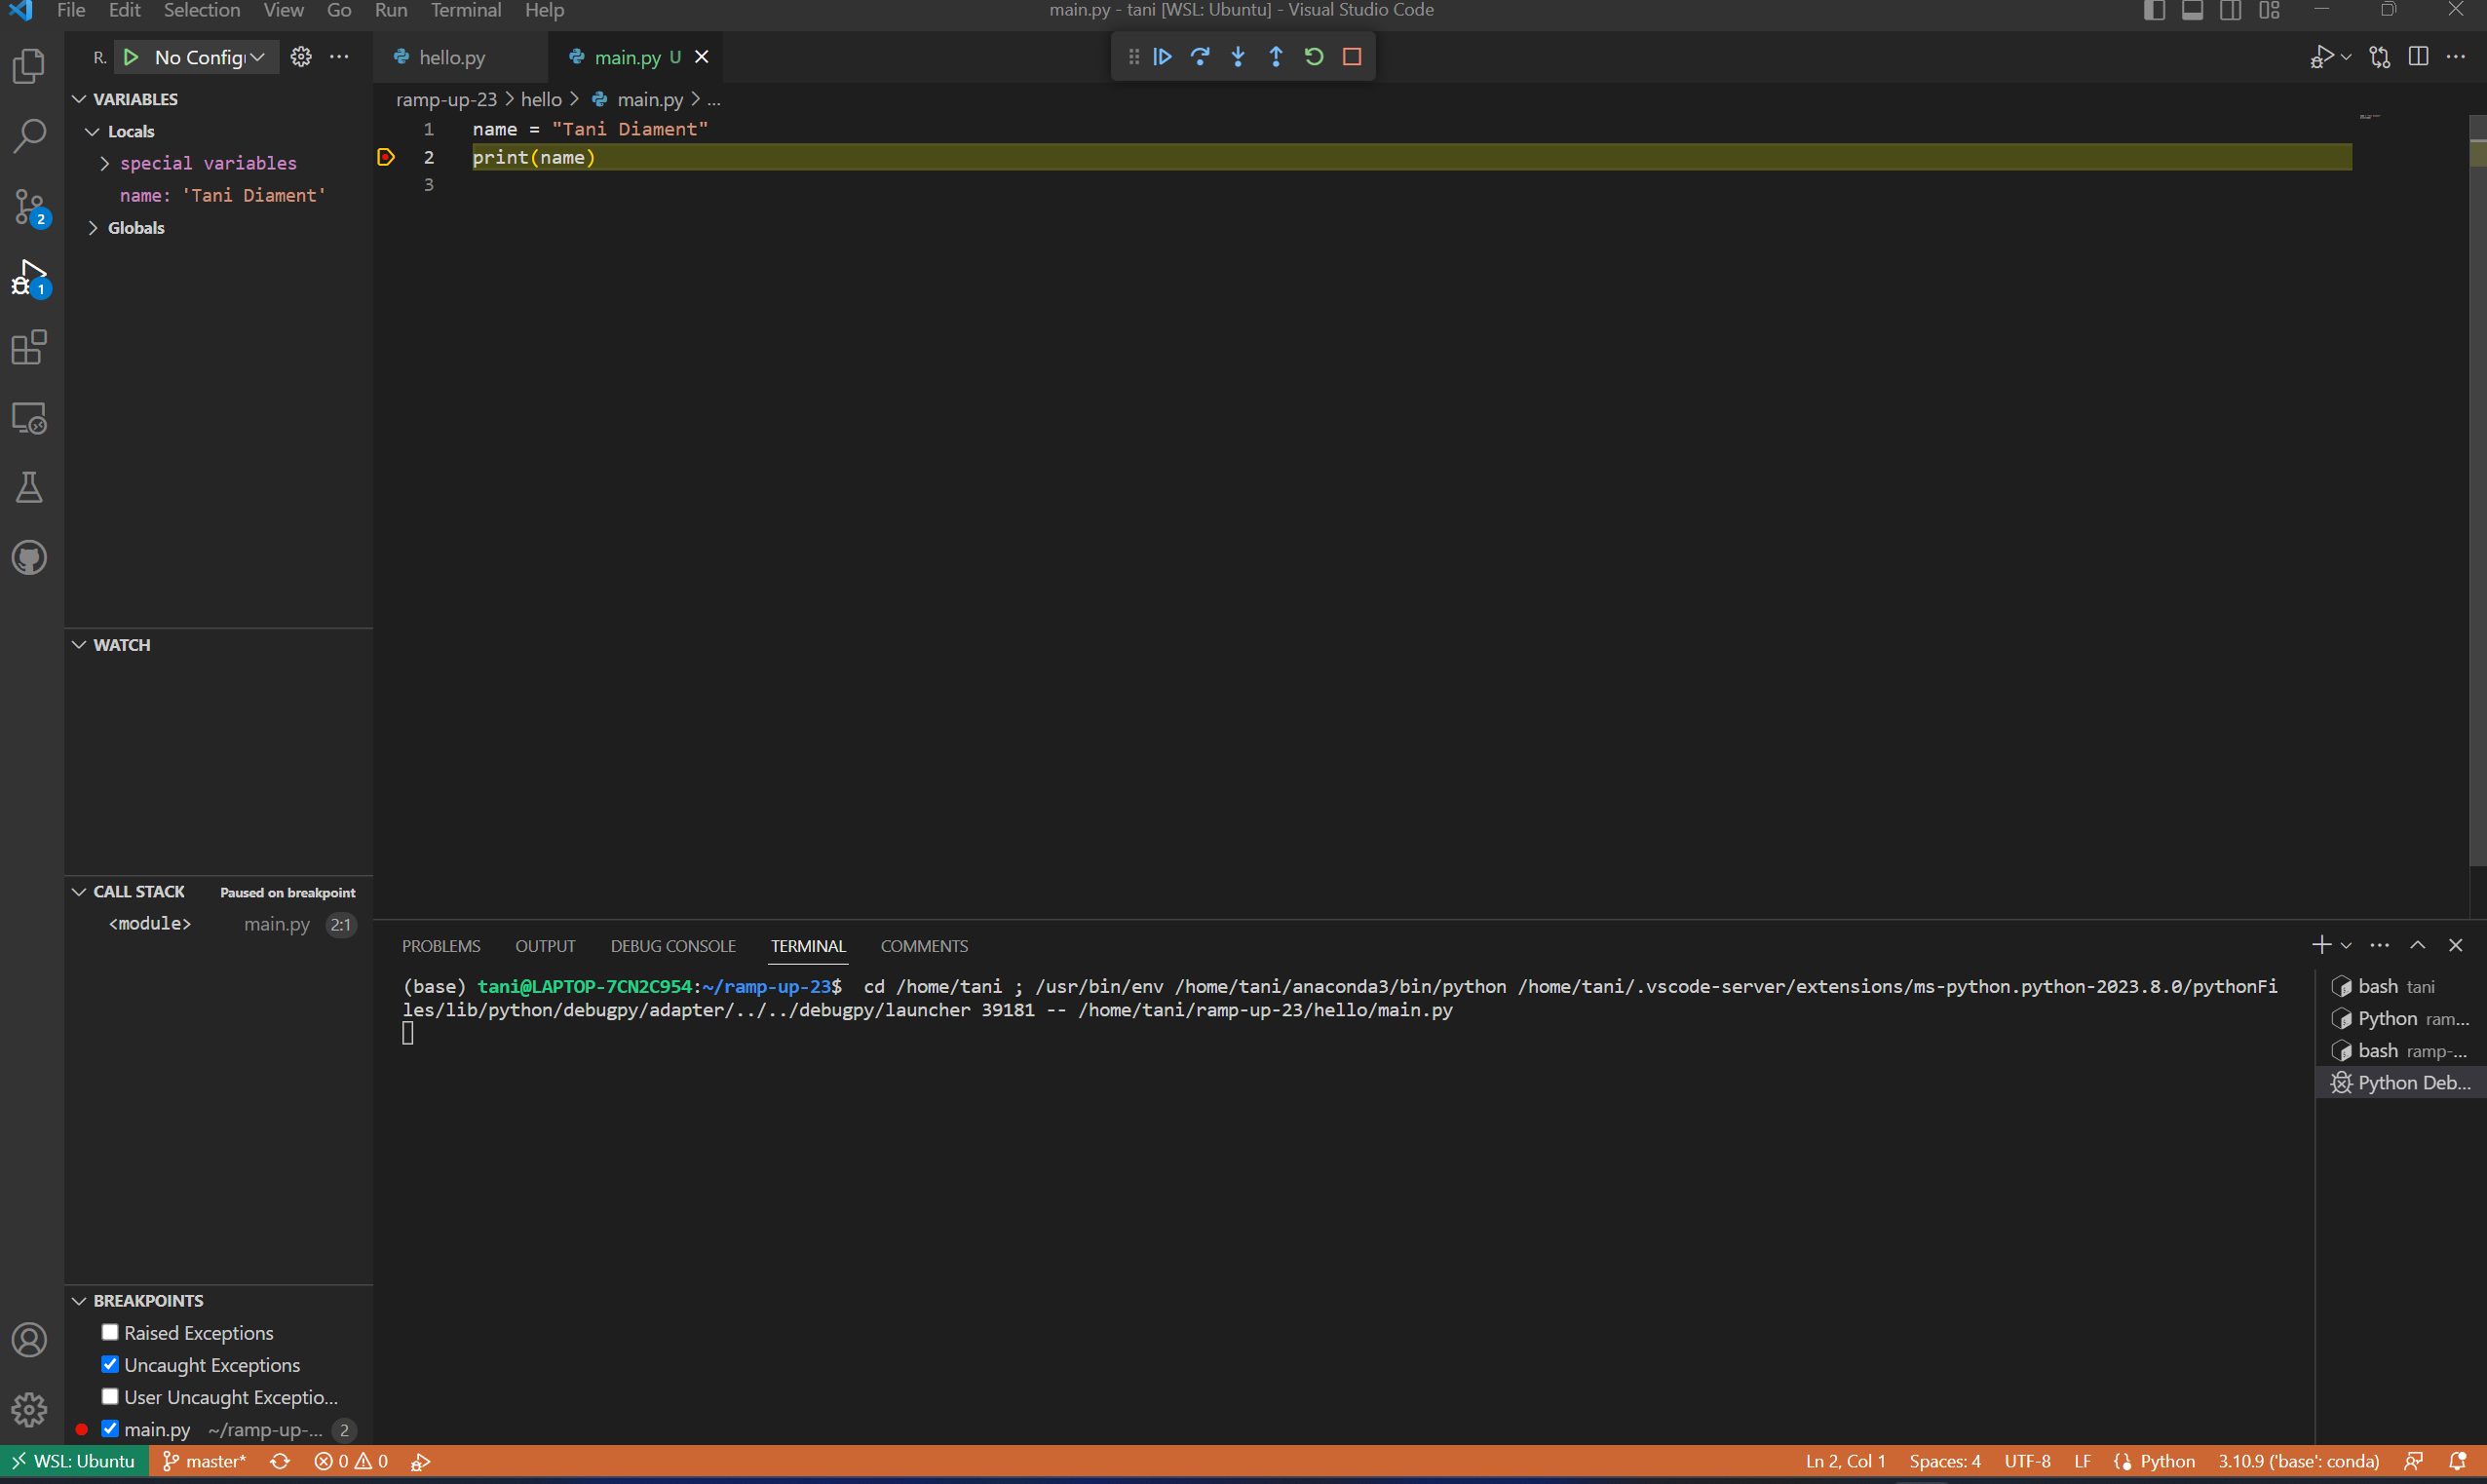 File Edit Selection View Go Run Terminal Help
main.py - tani [WSL: Ubuntu] - Visual Studio Code
R. No Config
hello.py
main.py U
VARIABLES
Locals
special variables
name: 'Tani Diament'
Globals
ramp-up-23 > hello > main.py > ...
1 name = "Tani Diament"
2 print(name)
3
2
1
WATCH
CALL STACK Paused on breakpoint
<module> main.py 2:1
BREAKPOINTS
Raised Exceptions
Uncaught Exceptions
User Uncaught Exceptio...
main.py ~/ramp-up-... 2
PROBLEMS OUTPUT DEBUG CONSOLE TERMINAL COMMENTS
(base) tani@LAPTOP-7CN2C954:~/ramp-up-23$ cd /home/tani ; /usr/bin/env /home/tani/anaconda3/bin/python /home/tani/.vscode-server/extensions/ms-python.python-2023.8.0/pythonFi
les/lib/python/debugpy/adapter/../../debugpy/launcher 39181 -- /home/tani/ramp-up-23/hello/main.py
bash tani
Python ram...
bash ramp-...
Python Deb...
WSL: Ubuntu master* 0 0
Ln 2, Col 1 Spaces: 4 UTF-8 LF Python 3.10.9 ('base': conda)